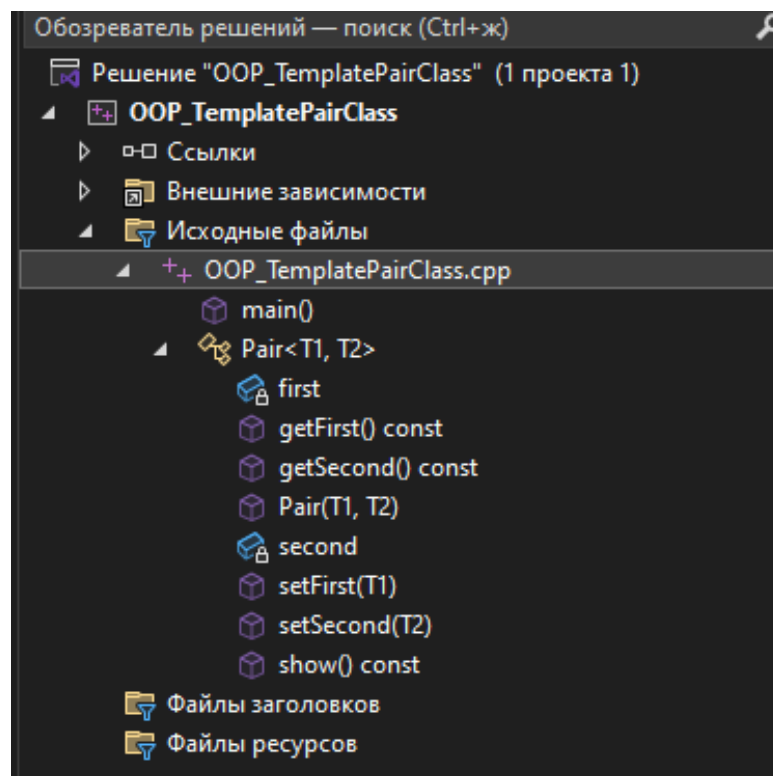 Обозреватель решений — поиск (Ctrl+ж)
Решение "OOP_TemplatePairClass" (1 проекта 1)
OOP_TemplatePairClass
Ссылки
Внешние зависимости
Исходные файлы
OOP_TemplatePairClass.cpp
main()
Pair<T1, T2>
first
getFirst() const
getSecond() const
Pair(T1, T2)
second
setFirst(T1)
setSecond(T2)
show() const
Файлы заголовков
Файлы ресурсов